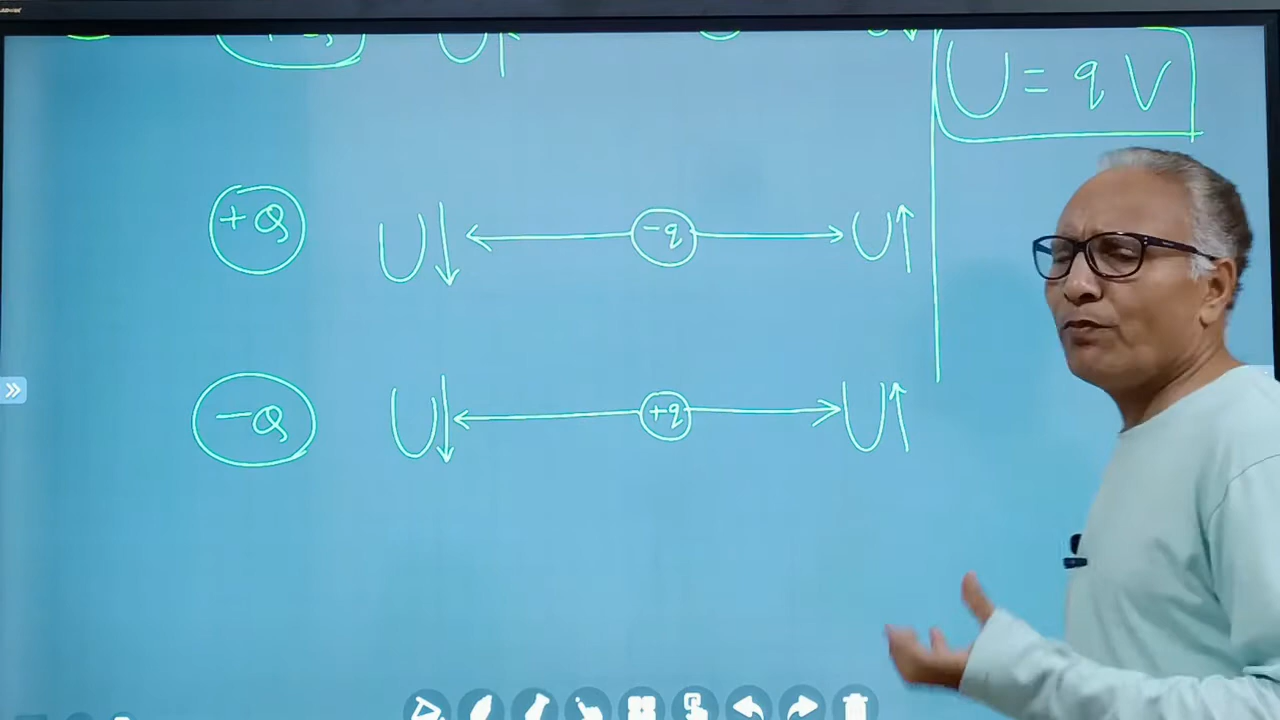 +Q U↑ ↓
U = qV
+Q U↓ ← −q → U↑
−Q U↓ ← +q → U↑